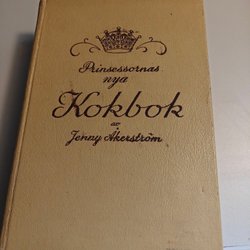 Prinsessornas
nya
Kokbok
av
Jenny Åkerström